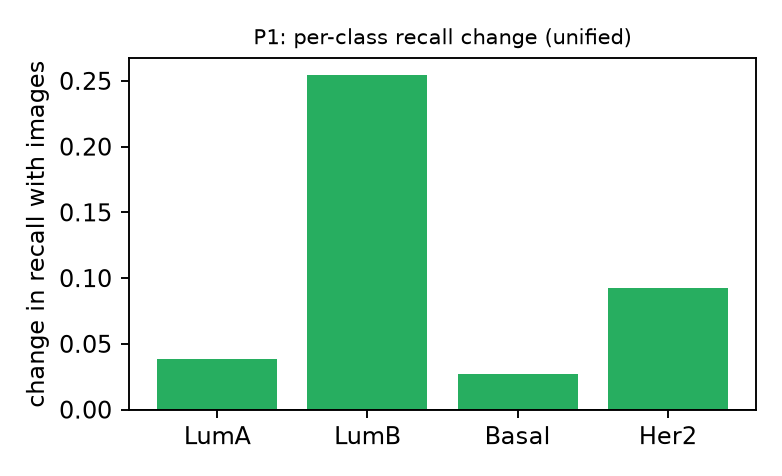 P1: per-class recall change (unified)
change in recall with images
0.25
0.20
0.15
0.10
0.05
0.00
LumA LumB Basal Her2